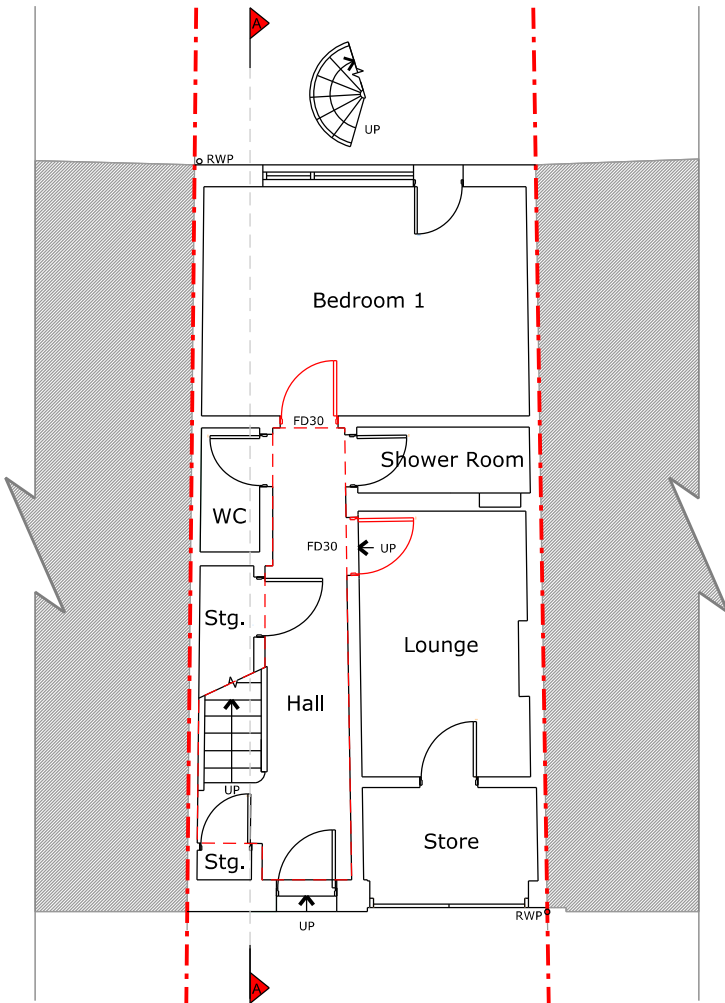 A
UP
RWP
Bedroom 1
FD30
Shower Room
WC
FD30
UP
Stg.
Lounge
Hall
UP
Store
Stg.
RWP
UP
A